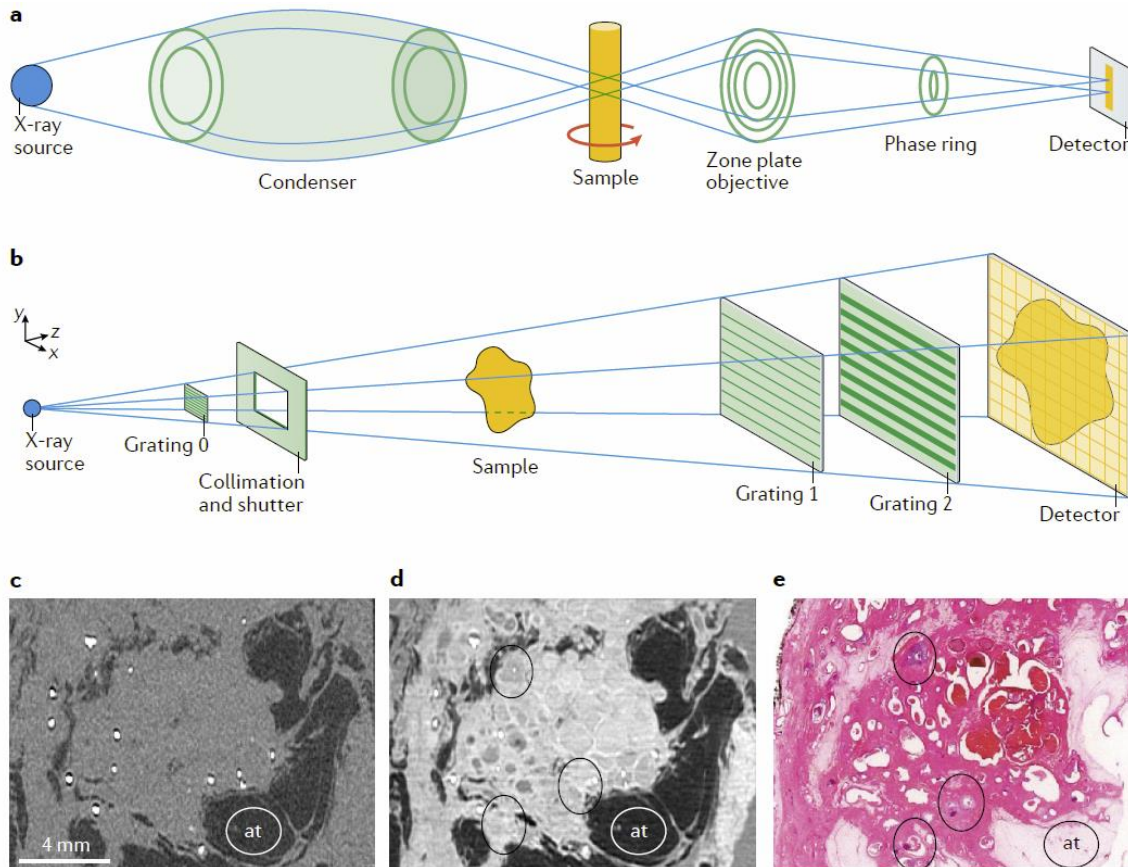 a
X-ray
source
Condenser
Sample
Zone plate
objective
Phase ring
Detector
b
y
z
x
X-ray
source
Grating 0
Collimation
and shutter
Sample
Grating 1
Grating 2
Detector
c
d
e
4 mm
at
at
at